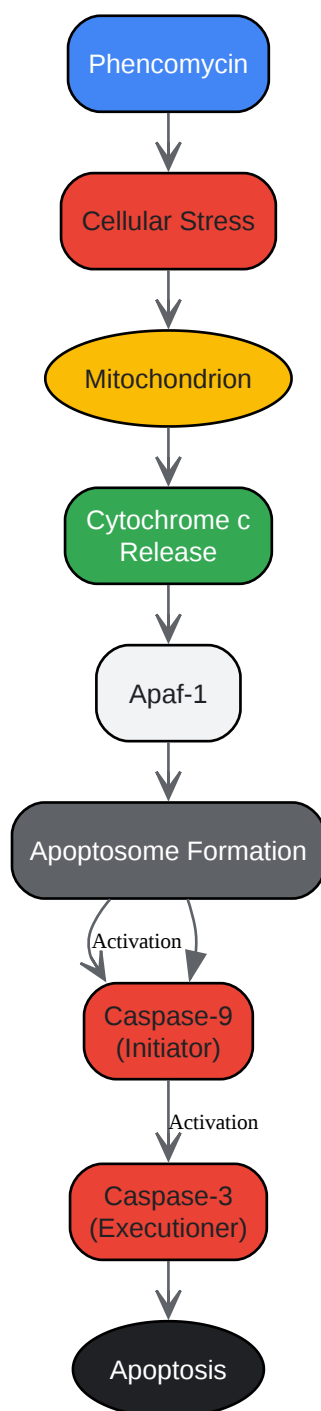 Phencomycin
Cellular Stress
Mitochondrion
Cytochrome c
Release
Apaf-1
Apoptosome Formation
Activation
Caspase-9
(Initiator)
Activation
Caspase-3
(Executioner)
Apoptosis